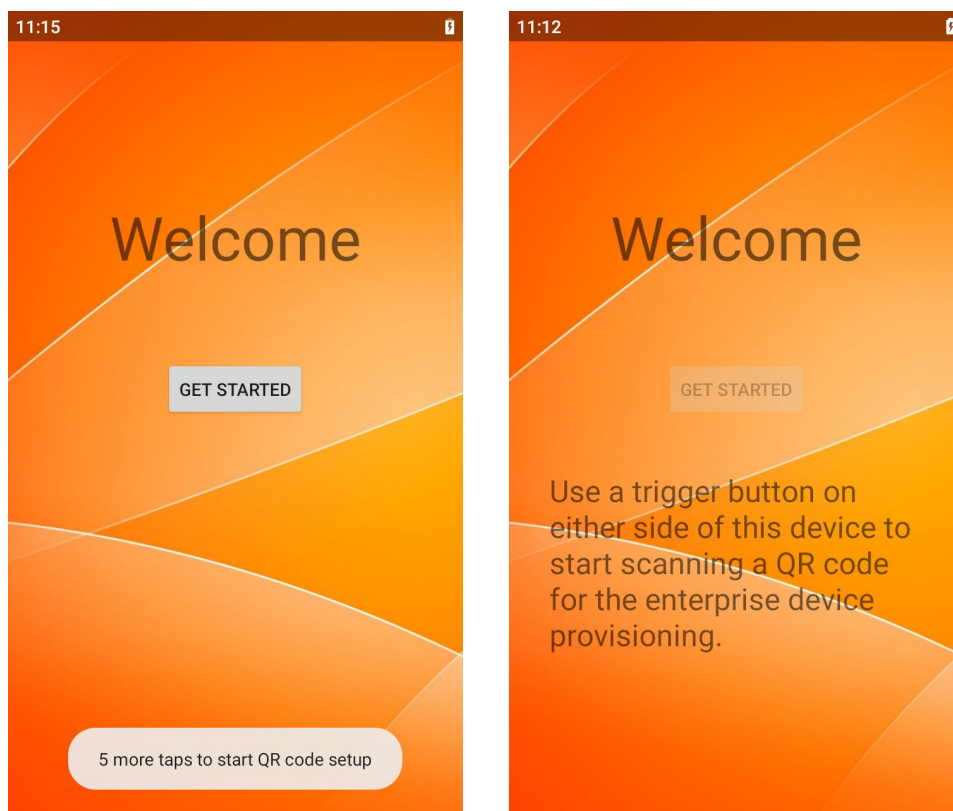 11:15
Welcome
GET STARTED
5 more taps to start QR code setup
11:12
Welcome
GET STARTED
Use a trigger button on
either side of this device to
start scanning a QR code
for the enterprise device
provisioning.